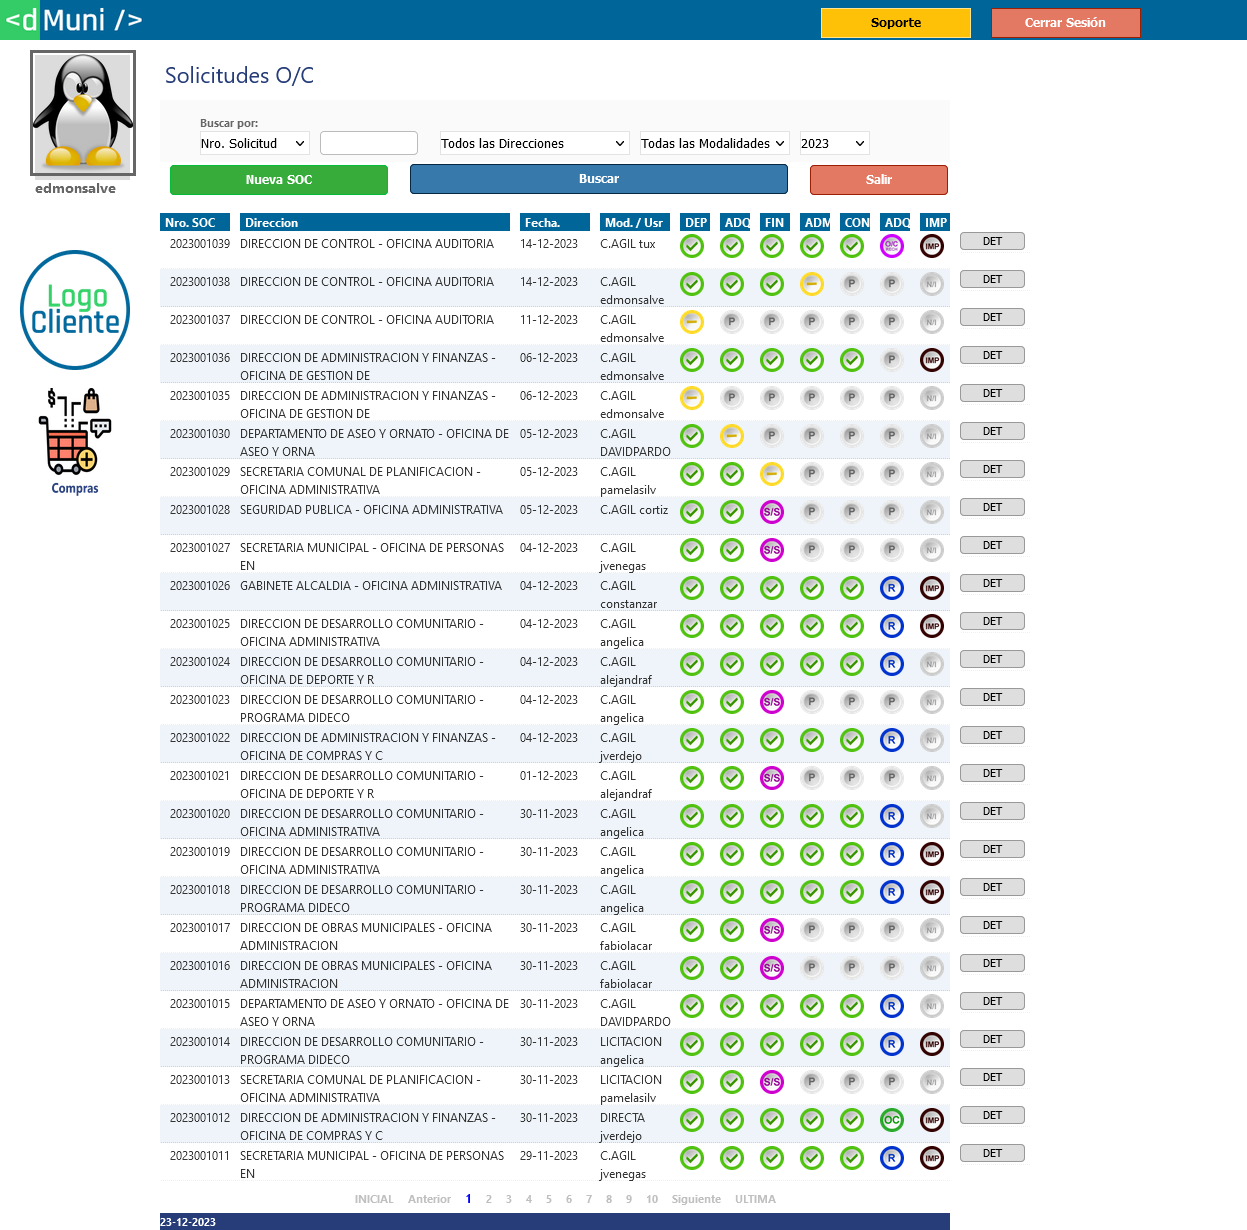 <d Muni />
Soporte
Cerrar Sesión
edmonsalve
Logo
Cliente
Compras
Solicitudes O/C
Buscar por:
Nro. Solicitud
Todos las Direcciones
Todas las Modalidades
2023
Nueva SOC
Buscar
Salir
Nro. SOC Direccion Fecha. Mod. / Usr DEP ADQ FIN ADM CON ADQ IMP
2023001039 DIRECCION DE CONTROL - OFICINA AUDITORIA 14-12-2023 C.AGIL tux O/C IMP DET
2023001038 DIRECCION DE CONTROL - OFICINA AUDITORIA 14-12-2023 C.AGIL P P N/I DET
edmonsalve
2023001037 DIRECCION DE CONTROL - OFICINA AUDITORIA 11-12-2023 C.AGIL P P P P P N/I DET
edmonsalve
2023001036 DIRECCION DE ADMINISTRACION Y FINANZAS - 06-12-2023 C.AGIL P IMP DET
OFICINA DE GESTION DE edmonsalve
2023001035 DIRECCION DE ADMINISTRACION Y FINANZAS - 06-12-2023 C.AGIL P P P P P N/I DET
OFICINA DE GESTION DE edmonsalve
2023001030 DEPARTAMENTO DE ASEO Y ORNATO - OFICINA DE 05-12-2023 C.AGIL P P P P N/I DET
ASEO Y ORNA DAVIDPARDO
2023001029 SECRETARIA COMUNAL DE PLANIFICACION - 05-12-2023 C.AGIL P P P N/I DET
OFICINA ADMINISTRATIVA pamelasilv
2023001028 SEGURIDAD PUBLICA - OFICINA ADMINISTRATIVA 05-12-2023 C.AGIL cortiz S/S P P P N/I DET
2023001027 SECRETARIA MUNICIPAL - OFICINA DE PERSONAS 04-12-2023 C.AGIL S/S P P P N/I DET
EN jvenegas
2023001026 GABINETE ALCALDIA - OFICINA ADMINISTRATIVA 04-12-2023 C.AGIL R IMP DET
constanzar
2023001025 DIRECCION DE DESARROLLO COMUNITARIO - 04-12-2023 C.AGIL R IMP DET
OFICINA ADMINISTRATIVA angelica
2023001024 DIRECCION DE DESARROLLO COMUNITARIO - 04-12-2023 C.AGIL R N/I DET
OFICINA DE DEPORTE Y R alejandraf
2023001023 DIRECCION DE DESARROLLO COMUNITARIO - 04-12-2023 C.AGIL S/S P P P N/I DET
PROGRAMA DIDECO angelica
2023001022 DIRECCION DE ADMINISTRACION Y FINANZAS - 04-12-2023 C.AGIL R N/I DET
OFICINA DE COMPRAS Y C jverdejo
2023001021 DIRECCION DE DESARROLLO COMUNITARIO - 01-12-2023 C.AGIL S/S P P P N/I DET
OFICINA DE DEPORTE Y R alejandraf
2023001020 DIRECCION DE DESARROLLO COMUNITARIO - 30-11-2023 C.AGIL R N/I DET
OFICINA ADMINISTRATIVA angelica
2023001019 DIRECCION DE DESARROLLO COMUNITARIO - 30-11-2023 C.AGIL R IMP DET
OFICINA ADMINISTRATIVA angelica
2023001018 DIRECCION DE DESARROLLO COMUNITARIO - 30-11-2023 C.AGIL R IMP DET
PROGRAMA DIDECO angelica
2023001017 DIRECCION DE OBRAS MUNICIPALES - OFICINA 30-11-2023 C.AGIL S/S P P P N/I DET
ADMINISTRACION fabiolacar
2023001016 DIRECCION DE OBRAS MUNICIPALES - OFICINA 30-11-2023 C.AGIL S/S P P P N/I DET
ADMINISTRACION fabiolacar
2023001015 DEPARTAMENTO DE ASEO Y ORNATO - OFICINA DE 30-11-2023 C.AGIL R N/I DET
ASEO Y ORNA DAVIDPARDO
2023001014 DIRECCION DE DESARROLLO COMUNITARIO - 30-11-2023 LICITACION R IMP DET
PROGRAMA DIDECO angelica
2023001013 SECRETARIA COMUNAL DE PLANIFICACION - 30-11-2023 LICITACION S/S P P P N/I DET
OFICINA ADMINISTRATIVA pamelasilv
2023001012 DIRECCION DE ADMINISTRACION Y FINANZAS - 30-11-2023 DIRECTA OC IMP DET
OFICINA DE COMPRAS Y C jverdejo
2023001011 SECRETARIA MUNICIPAL - OFICINA DE PERSONAS 29-11-2023 C.AGIL R IMP DET
EN jvenegas
INICIAL Anterior 1 2 3 4 5 6 7 8 9 10 Siguiente ULTIMA
23-12-2023